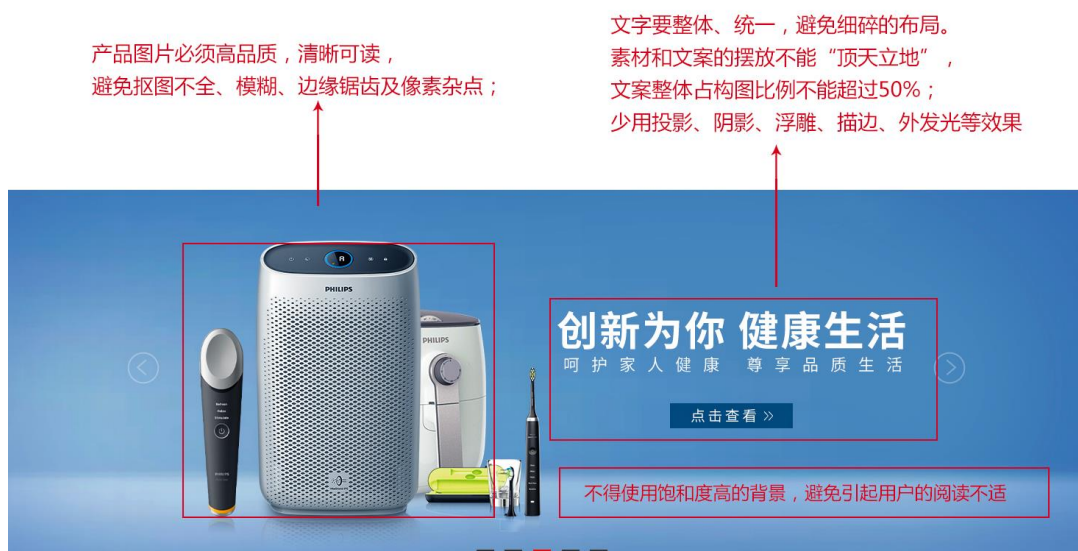 产品图片必须高品质，清晰可读，
避免抠图不全、模糊、边缘锯齿及像素杂点；
文字要整体、统一，避免细碎的布局。
素材和文案的摆放不能“顶天立地”，
文案整体占构图比例不能超过50%；
少用投影、阴影、浮雕、描边、外发光等效果
PHILIPS
PHILIPS
创新为你 健康生活
呵护家人健康 尊享品质生活
点击查看
不得使用饱和度高的背景，避免引起用户的阅读不适